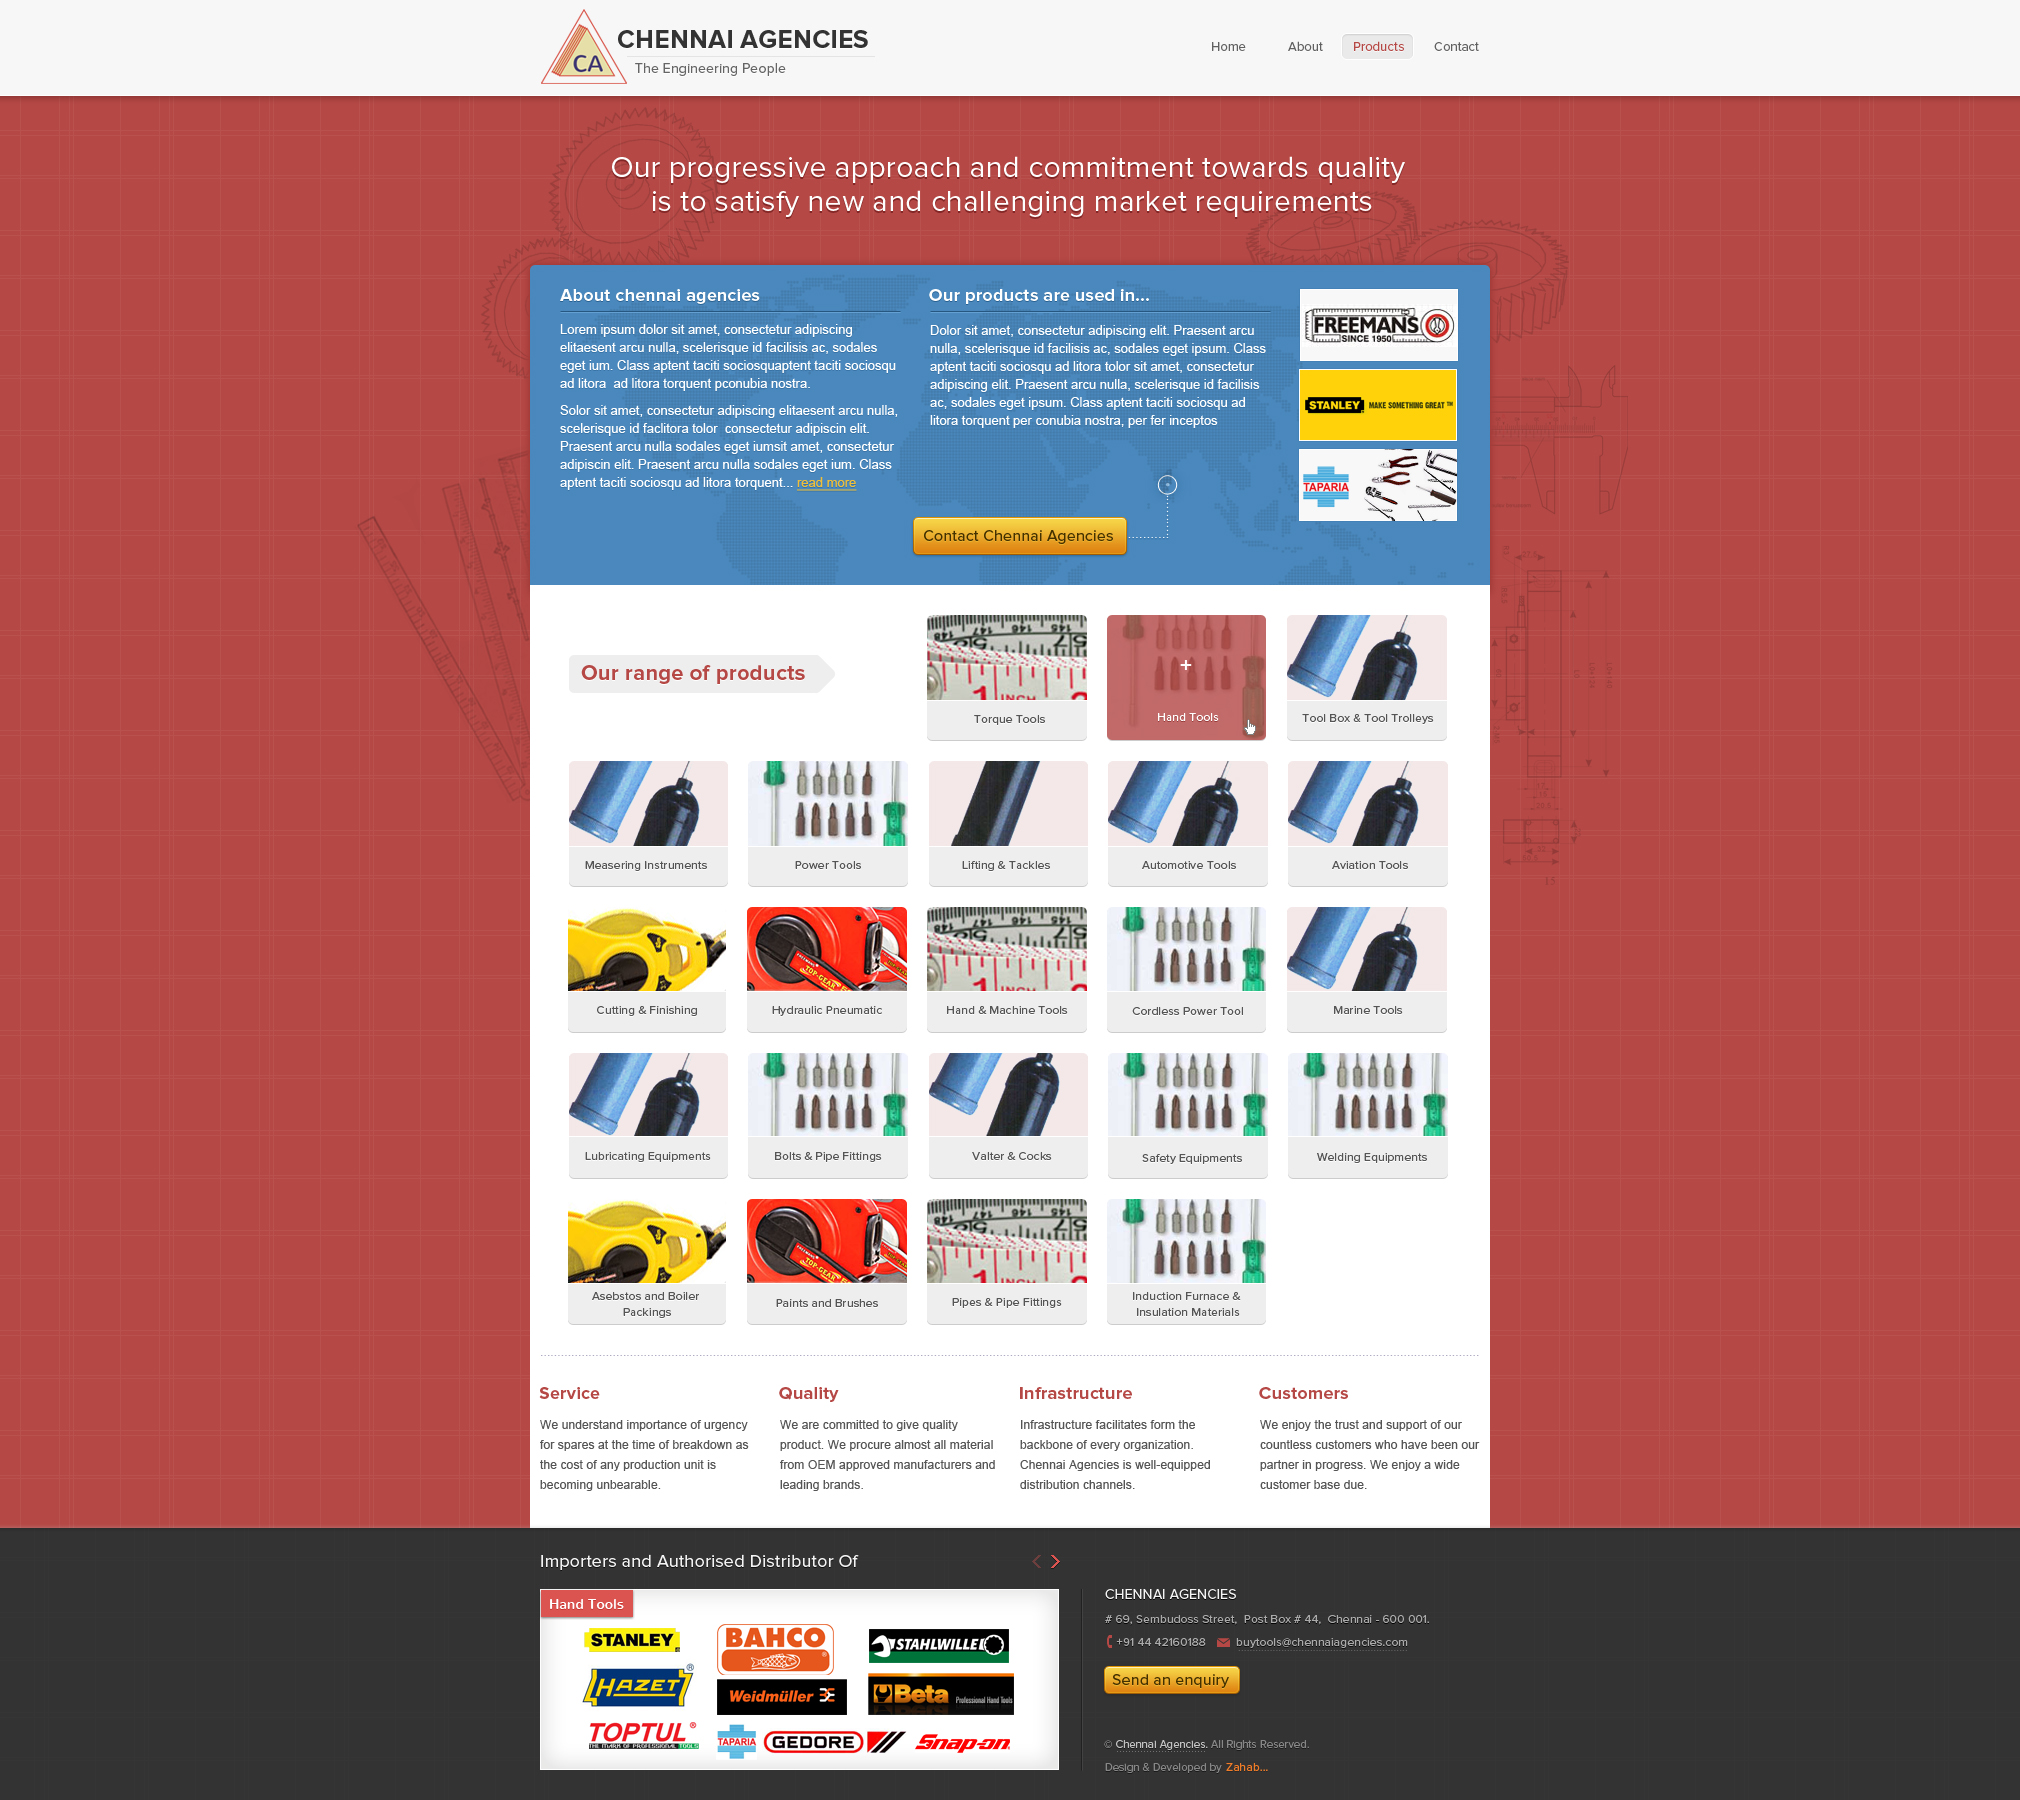 CA
CHENNAI AGENCIES
The Engineering People
Home
About
Products
Contact
Our progressive approach and commitment towards quality
is to satisfy new and challenging market requirements
About chennai agencies
Lorem ipsum dolor sit amet, consectetur adipiscing
elitaesent arcu nulla, scelerisque id facilisis ac, sodales
eget ium. Class aptent taciti sociosquaptent taciti sociosqu
ad litora  ad litora torquent pconubia nostra.
Solor sit amet, consectetur adipiscing elitaesent arcu nulla,
scelerisque id faclitora tolor  consectetur adipiscin elit.
Praesent arcu nulla sodales eget iumsit amet, consectetur
adipiscin elit. Praesent arcu nulla sodales eget ium. Class
aptent taciti sociosqu ad litora torquent... read more
Our products are used in...
Dolor sit amet, consectetur adipiscing elit. Praesent arcu
nulla, scelerisque id facilisis ac, sodales eget ipsum. Class
aptent taciti sociosqu ad litora tolor sit amet, consectetur
adipiscing elit. Praesent arcu nulla, scelerisque id facilisis
ac, sodales eget ipsum. Class aptent taciti sociosqu ad
litora torquent per conubia nostra, per fer inceptos
Contact Chennai Agencies
FREEMANS
SINCE 1950
STANLEY MAKE SOMETHING GREAT™
TAPARIA
Our range of products
Torque Tools
+
Hand Tools
Tool Box & Tool Trolleys
Measering Instruments
Power Tools
Lifting & Tackles
Automotive Tools
Aviation Tools
Cutting & Finishing
Hydraulic Pneumatic
Hand & Machine Tools
Cordless Power Tool
Marine Tools
Lubricating Equipments
Bolts & Pipe Fittings
Valter & Cocks
Safety Equipments
Welding Equipments
Asebstos and Boiler
Packings
Paints and Brushes
Pipes & Pipe Fittings
Induction Furnace &
Insulation Materials
Service
We understand importance of urgency
for spares at the time of breakdown as
the cost of any production unit is
becoming unbearable.
Quality
We are committed to give quality
product. We procure almost all material
from OEM approved manufacturers and
leading brands.
Infrastructure
Infrastructure facilitates form the
backbone of every organization.
Chennai Agencies is well-equipped
distribution channels.
Customers
We enjoy the trust and support of our
countless customers who have been our
partner in progress. We enjoy a wide
customer base due.
Importers and Authorised Distributor Of
Hand Tools
STANLEY
BAHCO
STAHLWILLE
HAZET®
Weidmüller
Beta Professional Hand Tools
TOPTUL®
THE MARK OF PROFESSIONAL TOOLS
TAPARIA
GEDORE
Snap-on
CHENNAI AGENCIES
# 69, Sembudoss Street,  Post Box # 44,  Chennai - 600 001.
+91 44 42160188
buytools@chennaiagencies.com
Send an enquiry
© Chennai Agencies. All Rights Reserved.
Design & Developed by Zahab...